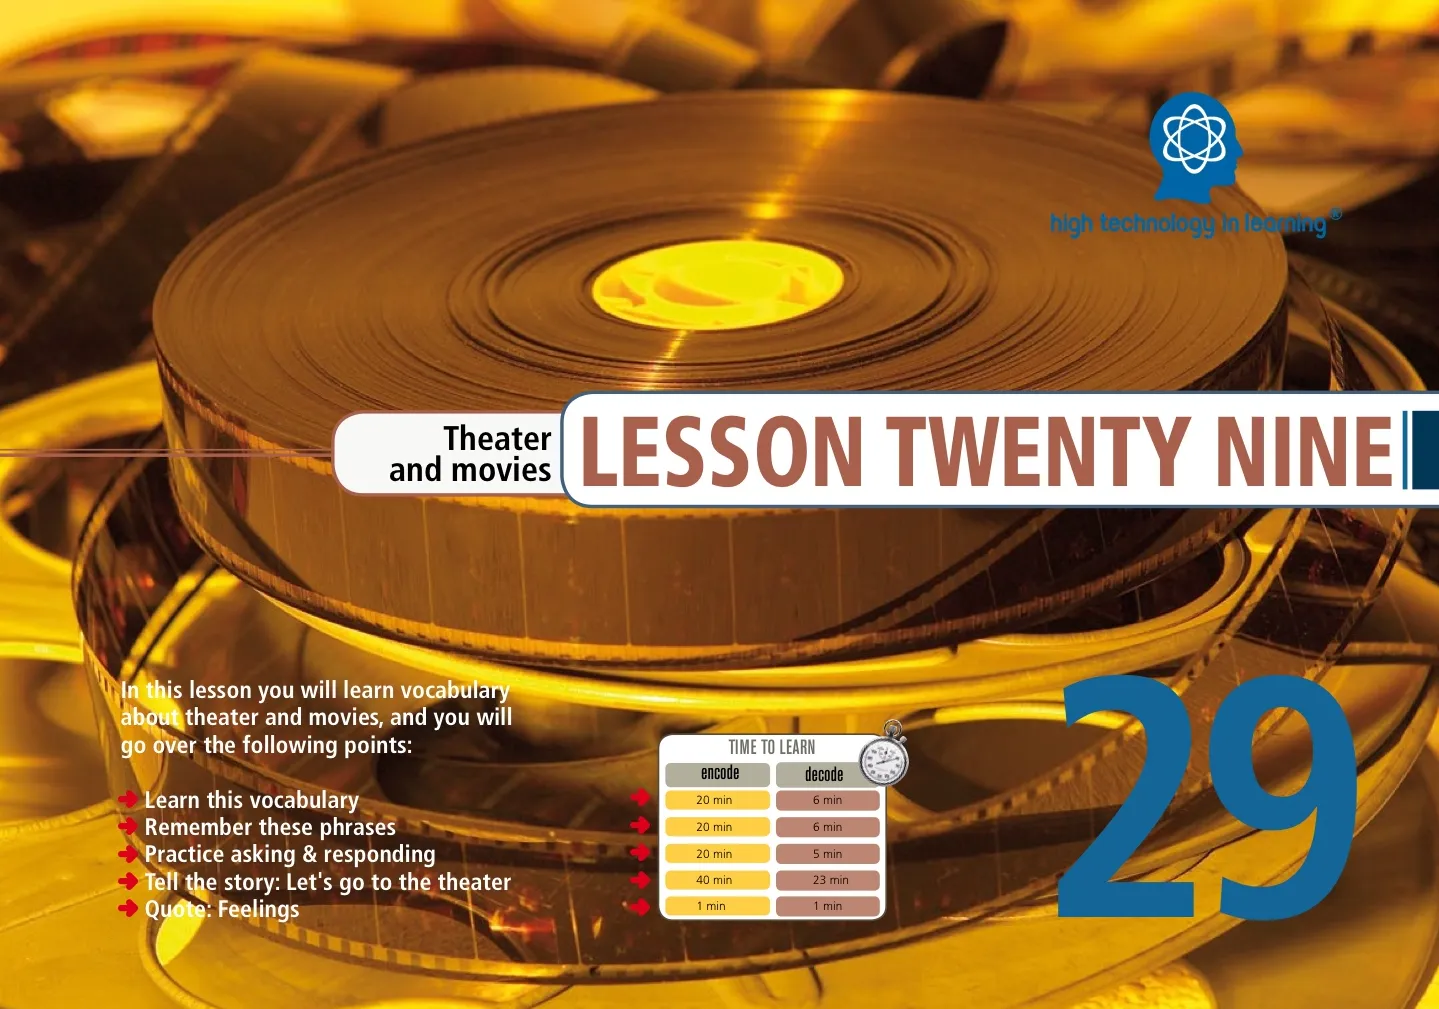 high technology in learning®
Theater
and movies
LESSON TWENTY NINE
In this lesson you will learn vocabulary
about theater and movies, and you will
go over the following points:
Learn this vocabulary
Remember these phrases
Practice asking & responding
Tell the story: Let's go to the theater
Quote: Feelings
TIME TO LEARN
encode decode
20 min 6 min
20 min 6 min
20 min 5 min
40 min 23 min
1 min 1 min
29